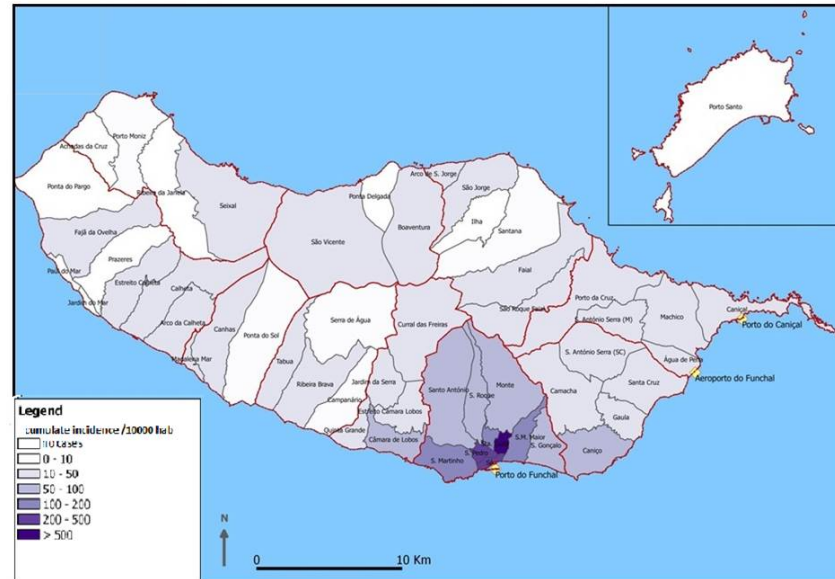 Porto Santo
Porto Moniz
Achadas da Cruz
Ribeira da Janela
Ponta do Pargo
Seixal
Ponta Delgada
Arco de S. Jorge
São Jorge
Boaventura
Ilha
Santana
São Vicente
Fajã da Ovelha
Prazeres
Faial
Paul do Mar
Estreito Calheta
Calheta
Jardim do Mar
Arco da Calheta
Canhas
Ponta do Sol
Serra de Água
Curral das Freiras
São Roque Faial
Porto da Cruz
S. António Serra (M)
Machico
Caniçal
Porto do Caniçal
Madalena Mar
Tabua
Ribeira Brava
Campanário
Jardim da Serra
Santo António
S. Roque
Monte
Camacha
S. António Serra (SC)
Água de Pena
Santa Cruz
Aeroporto do Funchal
Gaula
Estreito Câmara Lobos
Quinta Grande
Câmara de Lobos
S. Martinho
S. Pedro
S.M. Maior
S. Gonçalo
Caniço
Porto do Funchal
Legend
cumulate incidence /10000 hab
no cases
0 - 10
10 - 50
50 - 100
100 - 200
200 - 500
> 500
N
0 10 Km